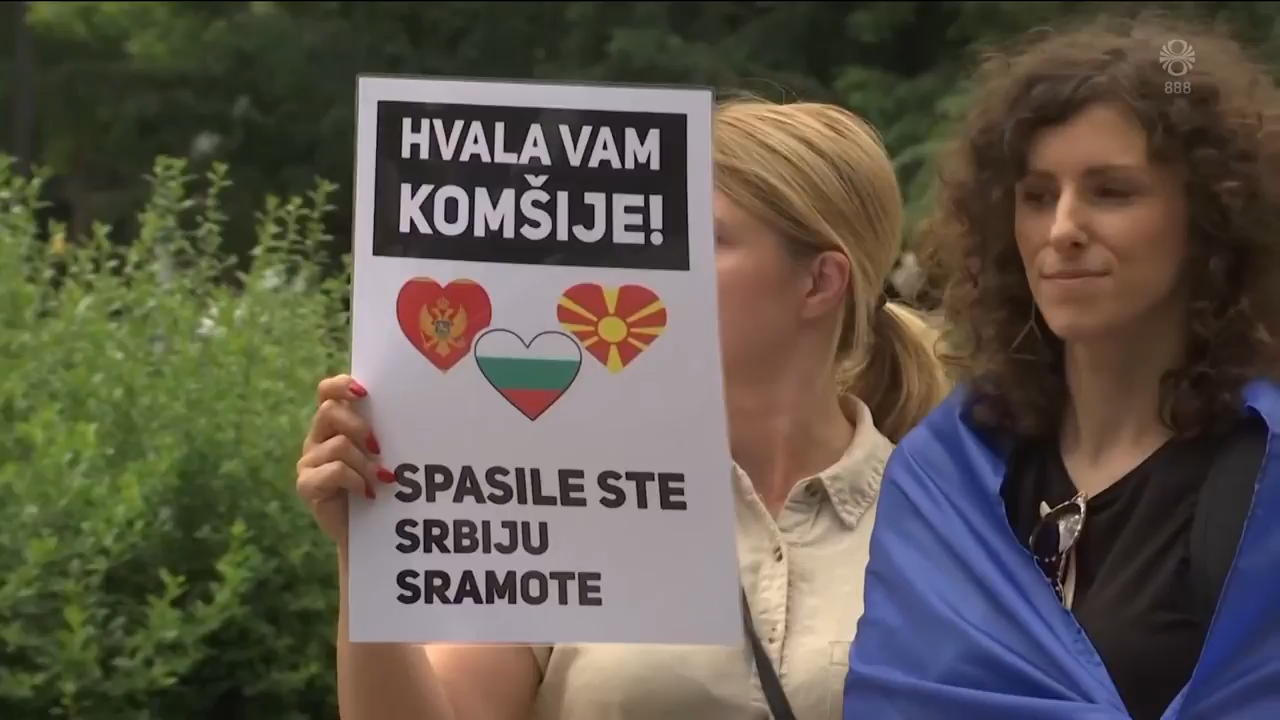 888
HVALA VAM
KOMŠIJE!
SPASILE STE
SRBIJU
SRAMOTE